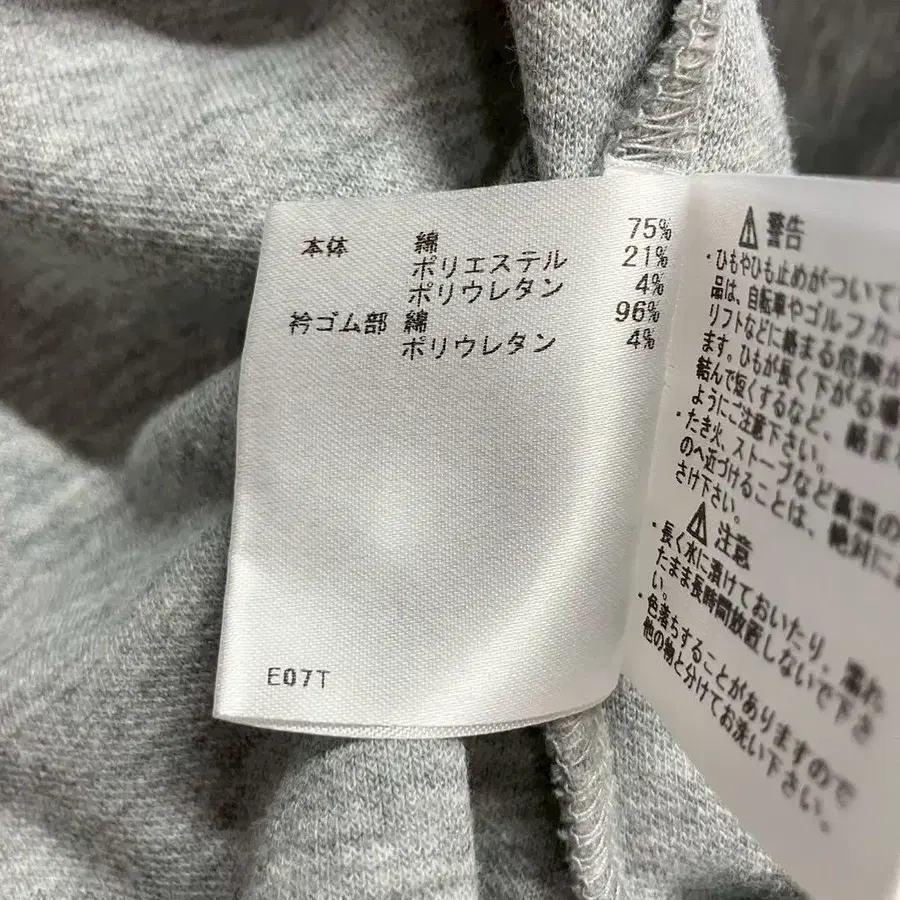 本体 綿 75%
ポリエステル 21%
ポリウレタン 4%
衿ゴム部 綿 96%
ポリウレタン 4%
E07T
⚠ 警告
・ひもやひも止めがついてい
品は、自転車やゴルフカー
リフトなどに絡まる危険が
ます。ひもが長く下がる場
結んで短くするなど、絡まな
ようにご注意下さい。
・たき火、ストーブなど高温の
のへ近づけることは、絶対に
さけ下さい。
⚠ 注意
・長く水に漬けておいたり、濡れ
たまま長時間放置しないで下さ
い。
・色落ちすることがありますので
他の物と分けてお洗い下さい。